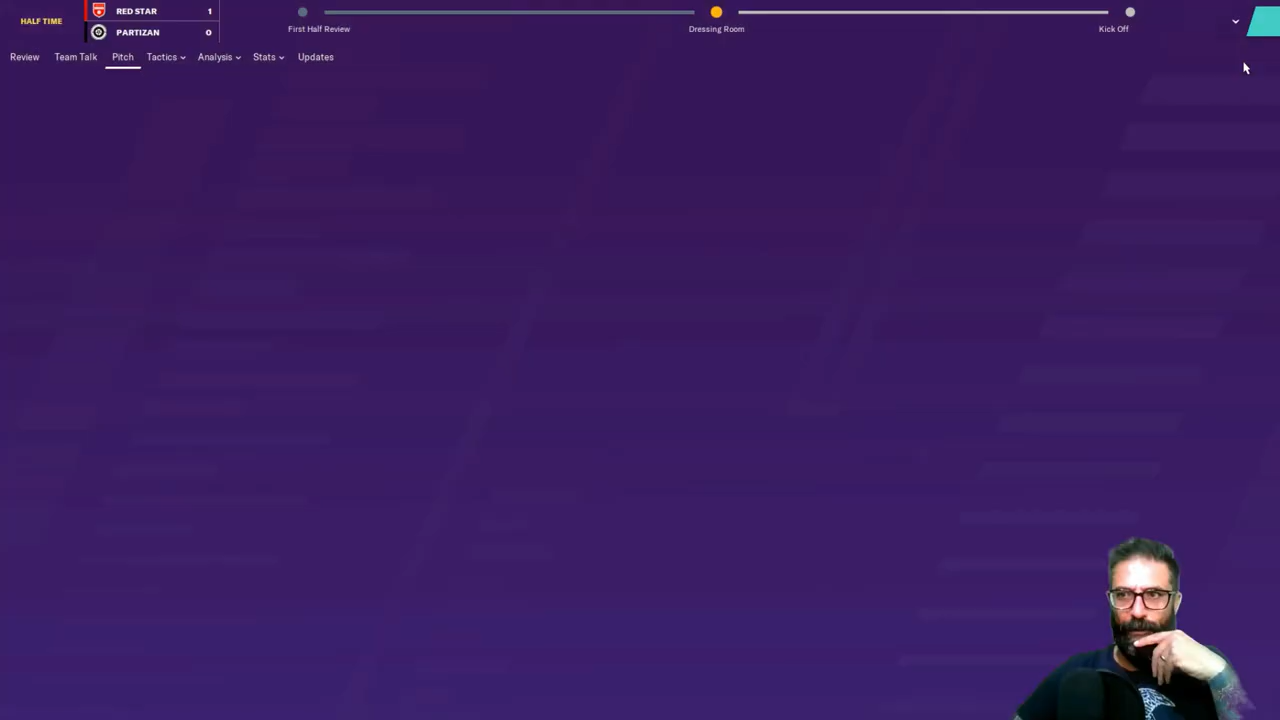 HALF TIME
RED STAR 1
PARTIZAN 0
First Half Review
Dressing Room
Kick Off
Review Team Talk Pitch Tactics Analysis Stats Updates